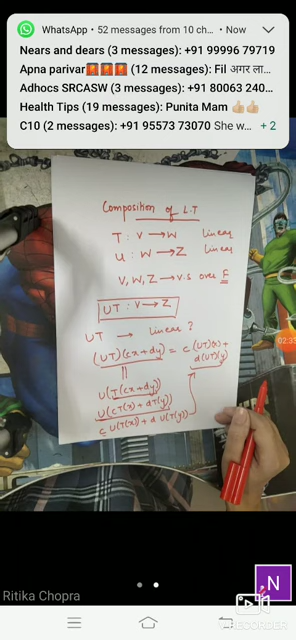 WhatsApp • 52 messages from 10 ch... • Now
Nears and dears (3 messages): +91 99996 79719
Apna parivar🎴🎴🎴 (12 messages): Fil अगर ला...
Adhocs SRCASW (3 messages): +91 80063 240...
Health Tips (19 messages): Punita Mam 👍🏻👍🏻
C10 (2 messages): +91 95573 73070 She w... + 2
Composition of L.T
T : V → W linear
U : W → Z linear
V, W, Z → V.S over F
UT : V → Z
UT → linear ?
(UT)(cx + dy) = c(UT)(x) +
d(UT)(y)
||
U(T(cx+dy))
U(cT(x) + dT(y))
c U(T(x)) + d U(T(y))
02:3
Ritika Chopra
N
RECORDER